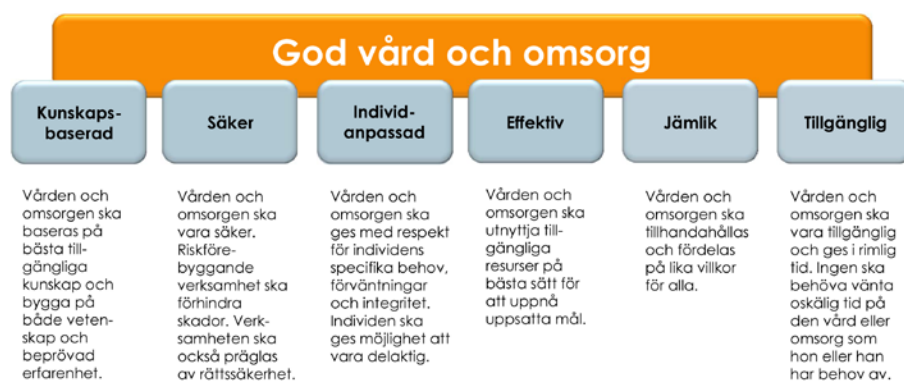 God vård och omsorg
Kunskaps-
baserad
Säker
Individ-
anpassad
Effektiv
Jämlik
Tillgänglig
Vården och
omsorgen ska
baseras på
bästa till-
gängliga
kunskap och
bygga på
både veten-
skap och
beprövad
erfarenhet.
Vården och
omsorgen ska
vara säker.
Riskföre-
byggande
verksamhet ska
förhindra
skador. Verk-
samheten ska
också präglas
av rättssäkerhet.
Vården och
omsorgen ska
ges med respekt
för individens
specifika behov,
förväntningar
och integritet.
Individen ska
ges möjlighet att
vara delaktig.
Vården och
omsorgen ska
utnyttja till-
gängliga
resurser på
bästa sätt för
att uppnå
uppsatta mål.
Vården och
omsorgen ska
tillhandahållas
och fördelas
på lika villkor
för alla.
Vården och
omsorgen ska
vara tillgänglig
och ges i rimlig
tid. Ingen ska
behöva vänta
oskälig tid på
den vård eller
omsorg som
hon eller han
har behov av.